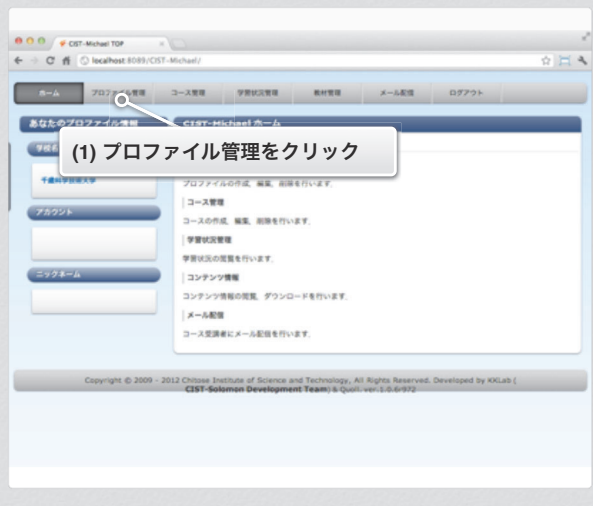 CIST-Michael TOP
localhost:8089/CIST-Michael/
ホーム プロファイル管理 コース管理 学習状況管理 教材管理 メール配信 ログアウト
あなたのプロファイル情報
CIST-Michael ホーム
(1) プロファイル管理をクリック
学校名
千歳科学技術大学
プロファイルの作成, 編集, 削除を行います.
コース管理
アカウント
コースの作成, 編集, 削除を行います.
学習状況管理
学習状況の閲覧を行います.
ニックネーム
コンテンツ情報
コンテンツ情報の閲覧, ダウンロードを行います.
メール配信
コース受講者にメール配信を行います.
Copyright © 2009 - 2012 Chitose Institute of Science and Technology, All Rights Reserved. Developed by KKLab (
CIST-Solomon Development Team) & Quoll. ver:1.0.6r972